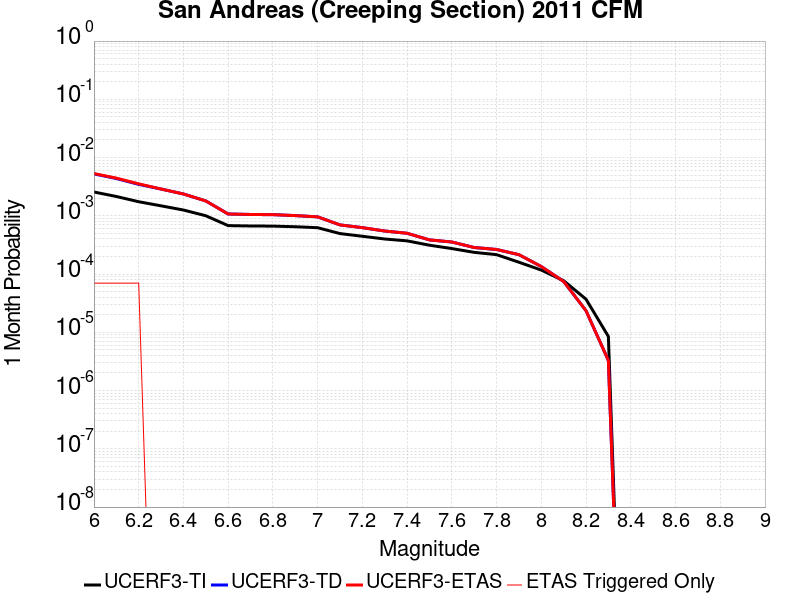 San Andreas (Creeping Section) 2011 CFM
10^0
10^-1
10^-2
10^-3
10^-4
10^-5
10^-6
10^-7
10^-8
1 Month Probability
6 6.2 6.4 6.6 6.8 7 7.2 7.4 7.6 7.8 8 8.2 8.4 8.6 8.8 9
Magnitude
UCERF3-TI UCERF3-TD UCERF3-ETAS ETAS Triggered Only